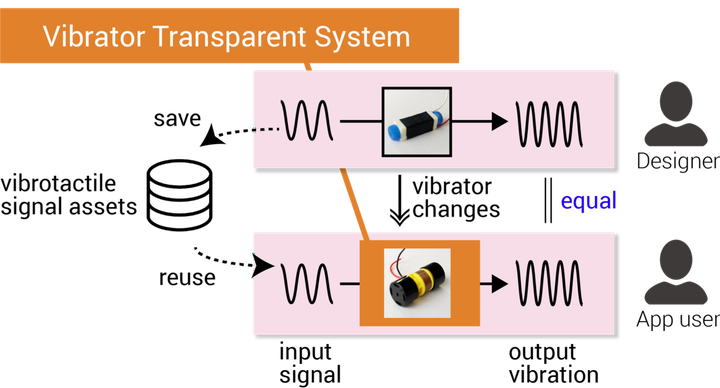 Vibrator Transparent System
save
Designer
vibrotactile
signal assets
vibrator
changes
equal
reuse
App user
input
signal
output
vibration